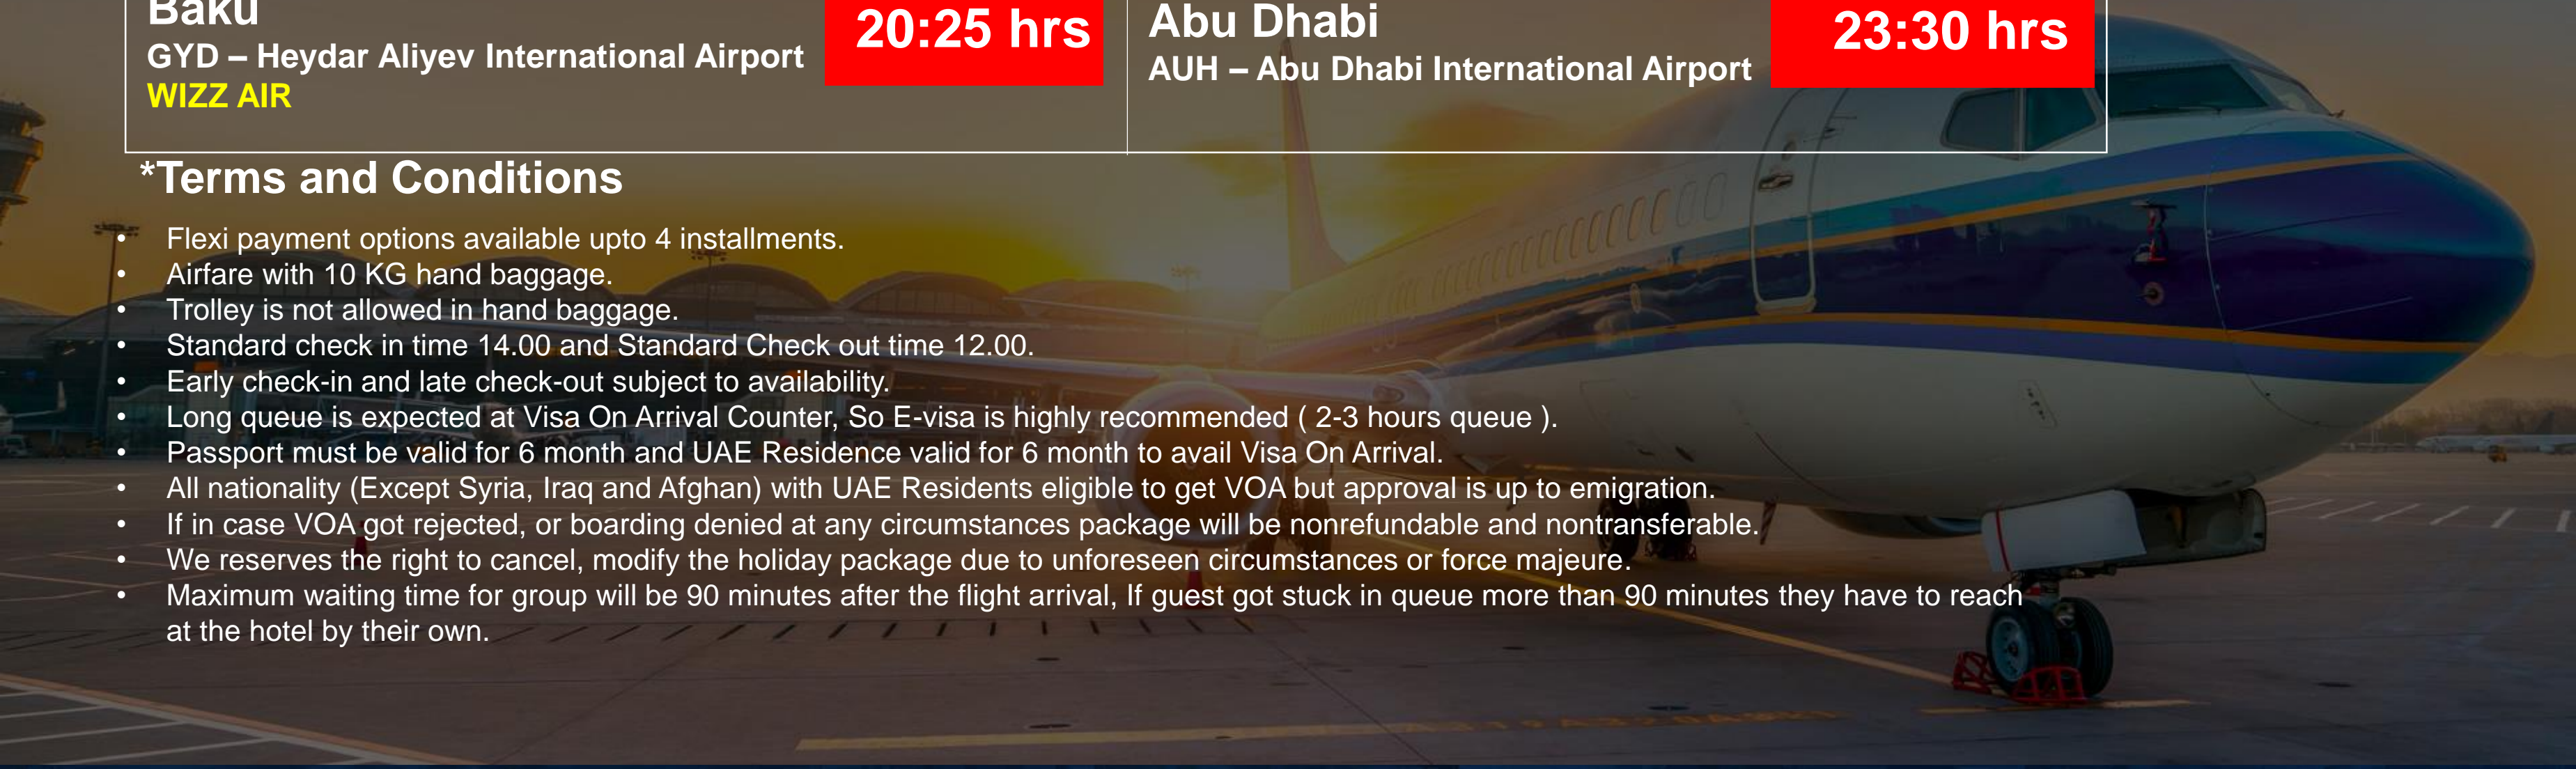 Baku
GYD – Heydar Aliyev International Airport
WIZZ AIR
20:25 hrs
Abu Dhabi
AUH – Abu Dhabi International Airport
23:30 hrs
*Terms and Conditions
• Flexi payment options available upto 4 installments.
• Airfare with 10 KG hand baggage.
• Trolley is not allowed in hand baggage.
• Standard check in time 14.00 and Standard Check out time 12.00.
• Early check-in and late check-out subject to availability.
• Long queue is expected at Visa On Arrival Counter, So E-visa is highly recommended ( 2-3 hours queue ).
• Passport must be valid for 6 month and UAE Residence valid for 6 month to avail Visa On Arrival.
• All nationality (Except Syria, Iraq and Afghan) with UAE Residents eligible to get VOA but approval is up to emigration.
• If in case VOA got rejected, or boarding denied at any circumstances package will be nonrefundable and nontransferable.
• We reserves the right to cancel, modify the holiday package due to unforeseen circumstances or force majeure.
• Maximum waiting time for group will be 90 minutes after the flight arrival, If guest got stuck in queue more than 90 minutes they have to reach
at the hotel by their own.